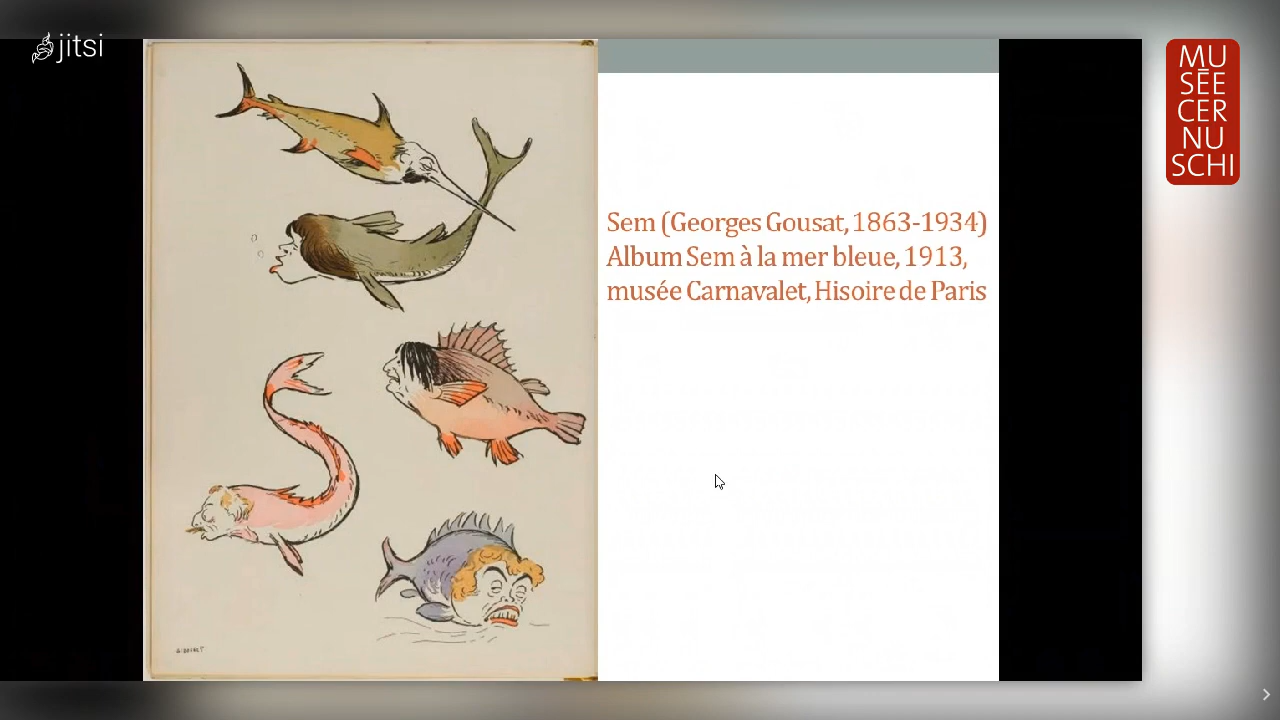 jitsi
MU
SÉE
CER
NU
SCHI
Sem (Georges Gousat, 1863-1934)
Album Sem à la mer bleue, 1913,
musée Carnavalet, Hisoire de Paris